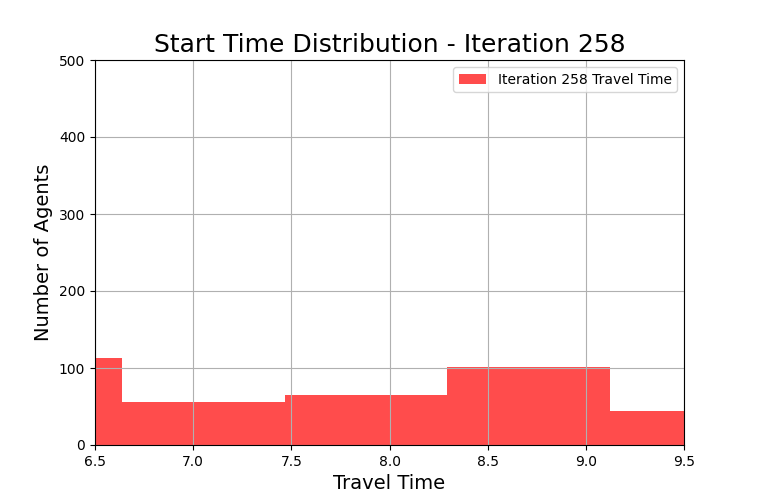 Start Time Distribution - Iteration 258
Iteration 258 Travel Time
Number of Agents
500
400
300
200
100
0
6.5 7.0 7.5 8.0 8.5 9.0 9.5
Travel Time